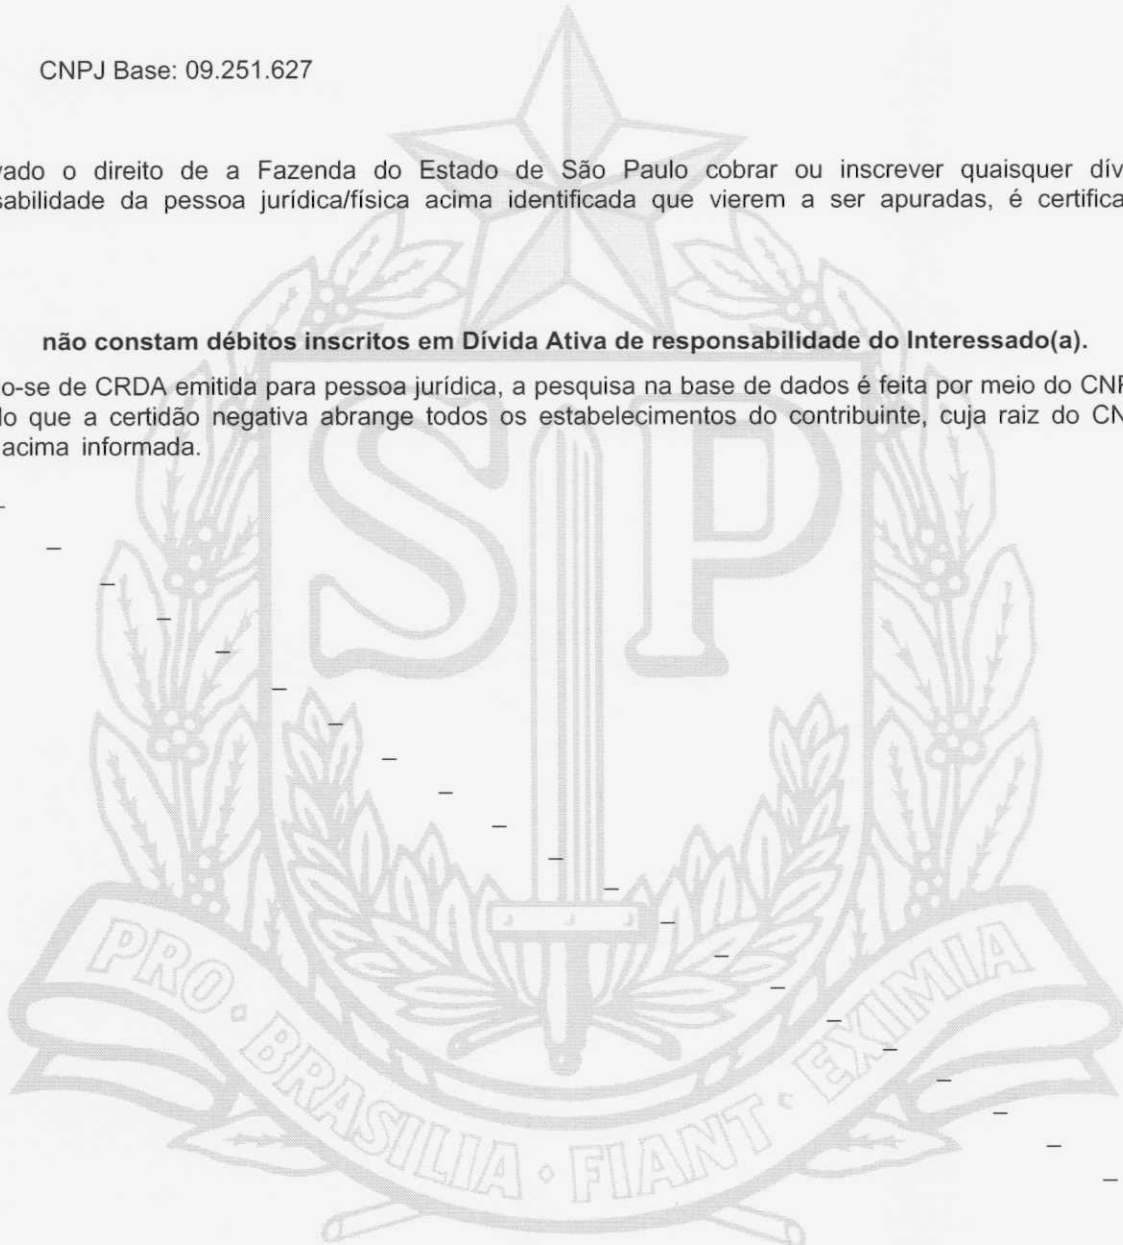 CNPJ Base: 09.251.627
vado o direito de a Fazenda do Estado de São Paulo cobrar ou inscrever quaisquer dív
sabilidade da pessoa jurídica/física acima identificada que vierem a ser apuradas, é certifica
não constam débitos inscritos em Dívida Ativa de responsabilidade do Interessado(a).
o-se de CRDA emitida para pessoa jurídica, a pesquisa na base de dados é feita por meio do CNP
do que a certidão negativa abrange todos os estabelecimentos do contribuinte, cuja raiz do CN
acima informada.
SP
PRO · BRASILIA · FIANT · EXIMIA